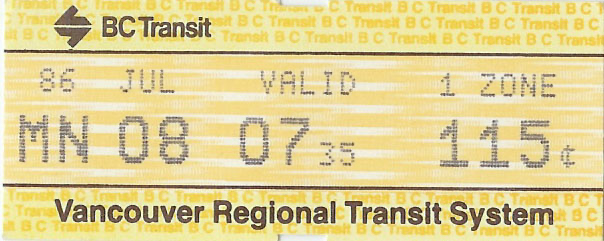 BC Transit
86 JUL VALID 1 ZONE
MN 08 07 35 115¢
Vancouver Regional Transit System